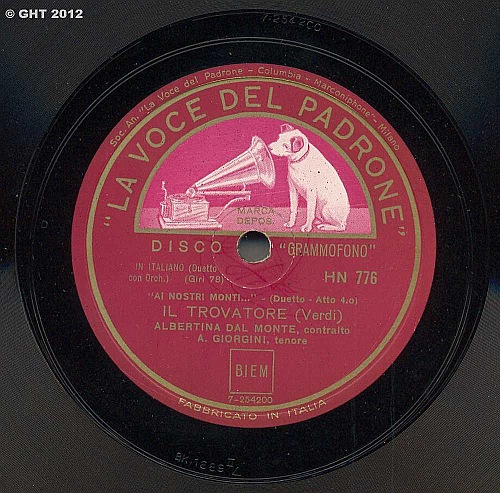 © GHT 2012
7-254200
Soc. An. "La Voce del Padrone - Columbia - Marconiphone" - Milano
"LA VOCE DEL PADRONE"
MARCA
DEPOS.
DISCO "GRAMMOFONO"
IN ITALIANO (Duetto
con Orch.) (Giri 78)
HN 776
"AI NOSTRI MONTI..." - (Duetto - Atto 4.o)
IL TROVATORE (Verdi)
ALBERTINA DAL MONTE, contralto
A. GIORGINI, tenore
BIEM
7-254200
FABBRICATO IN ITALIA